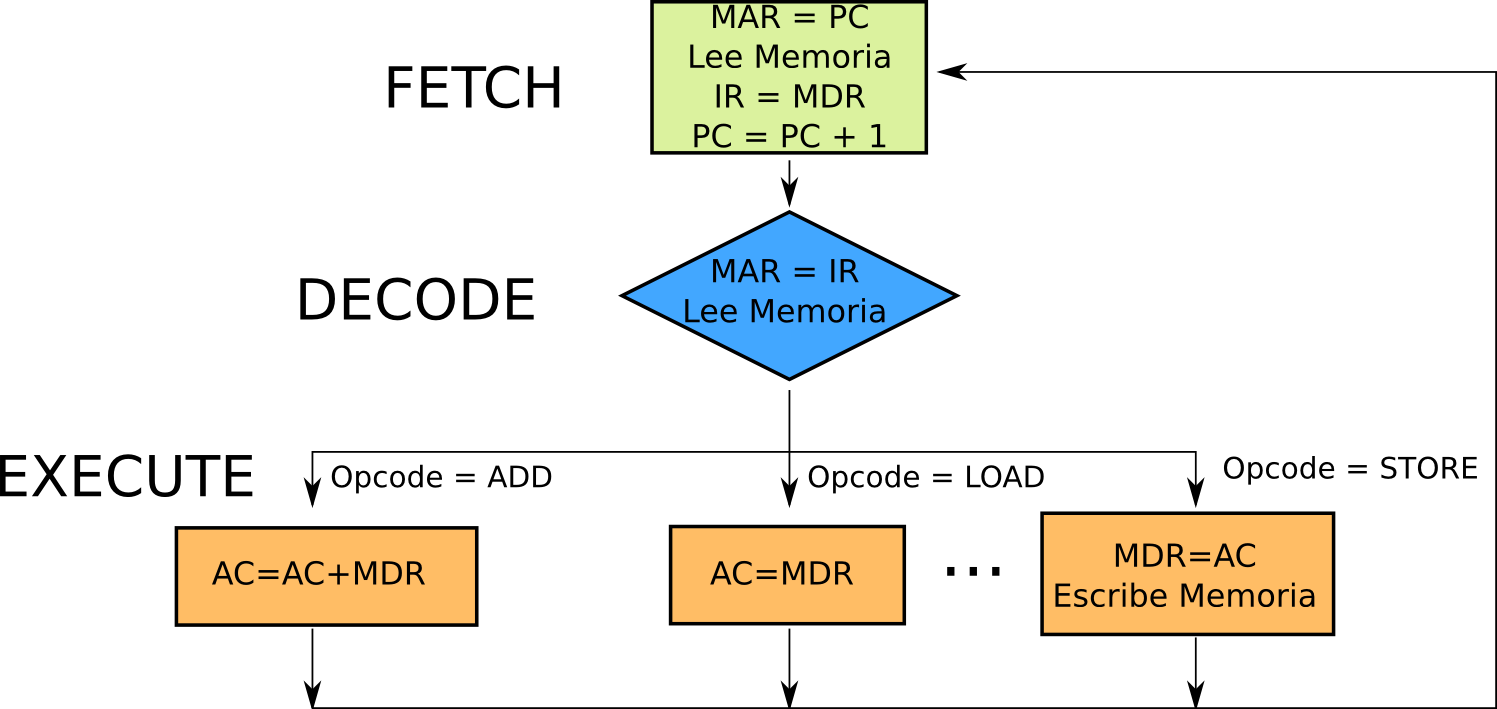 FETCH
MAR = PC
Lee Memoria
IR = MDR
PC = PC + 1
DECODE
MAR = IR
Lee Memoria
EXECUTE
Opcode = ADD
Opcode = LOAD
Opcode = STORE
AC=AC+MDR
AC=MDR
...
MDR=AC
Escribe Memoria